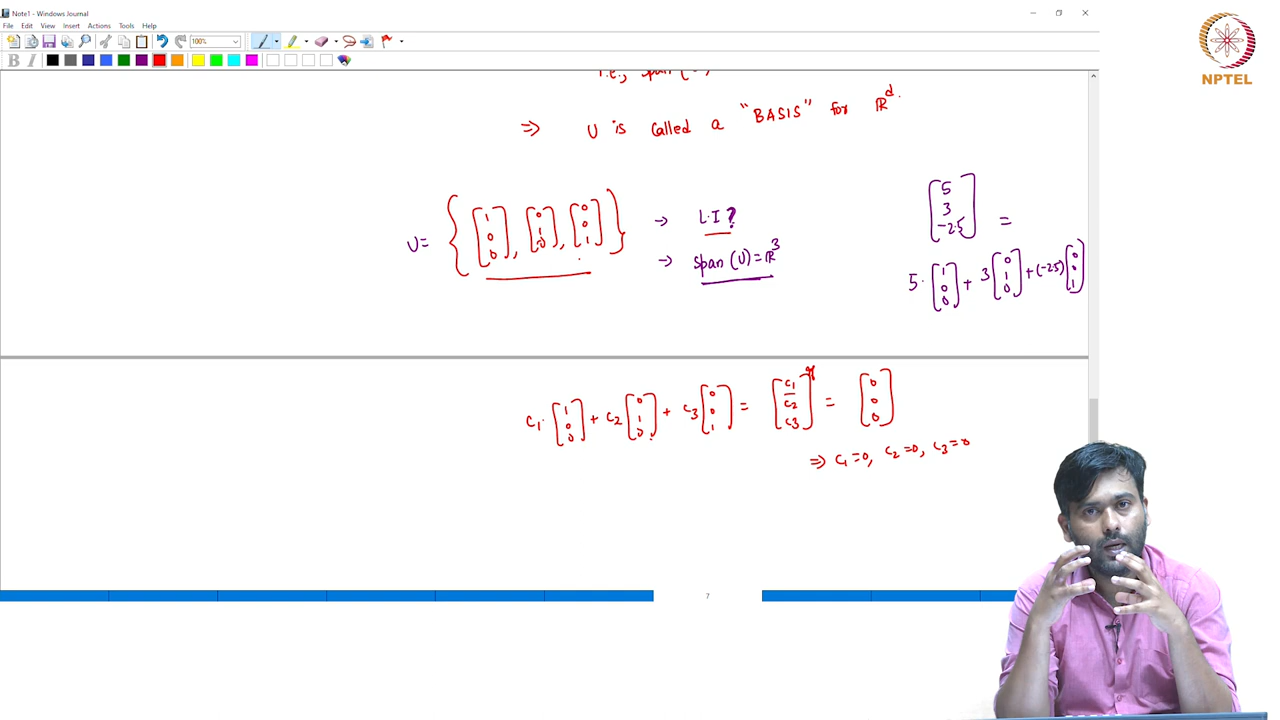 Note1 - Windows Journal
File Edit View Insert Actions Tools Help
100%
B I
NPTEL
i.e., span (
⇒ U is called a "BASIS" for ℝ^d.
U = { [1 0 0], [0 1 0], [0 0 1] } → L.I ?
→ span (U) = ℝ^3
[5 3 -2.5] =
5. [1 0 0] + 3 [0 1 0] + (-2.5) [0 0 1]
c1. [1 0 0] + c2 [0 1 0] + c3 [0 0 1] = [c1 c2 c3] = [0 0 0]
⇒ c1 = 0, c2 = 0, c3 = 0
7